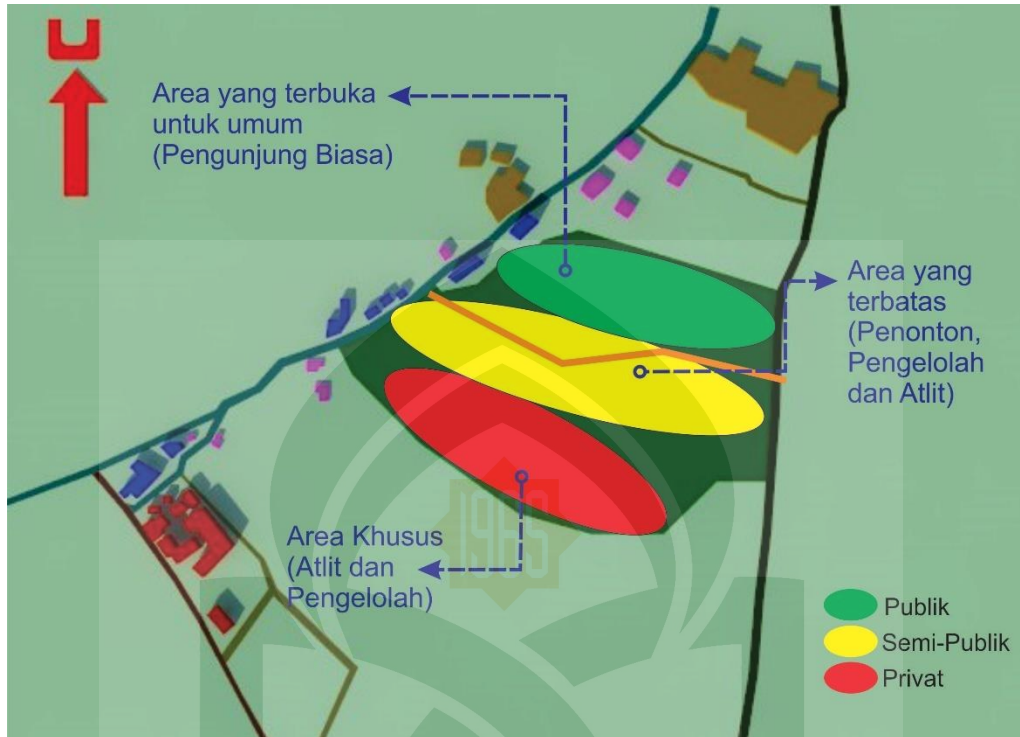 U
Area yang terbuka
untuk umum
(Pengunjung Biasa)
Area yang
terbatas
(Penonton,
Pengelolah
dan Atlit)
Area Khusus
(Atlit dan
Pengelolah)
1965
Publik
Semi-Publik
Privat